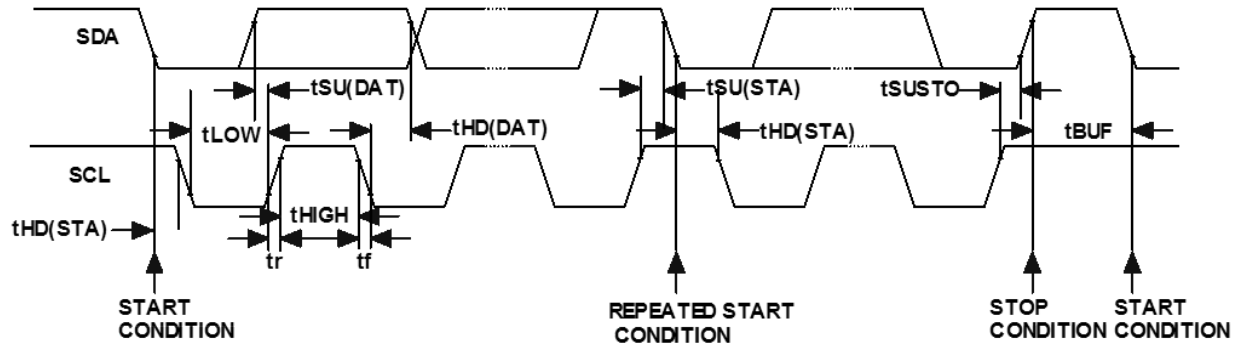 SDA
tSU(DAT)
tSU(STA)
tSUSTO
tLOW
tHD(DAT)
tHD(STA)
tBUF
SCL
tHD(STA)
tHIGH
tr
tf
START
CONDITION
REPEATED START
CONDITION
STOP
CONDITION
START
CONDITION